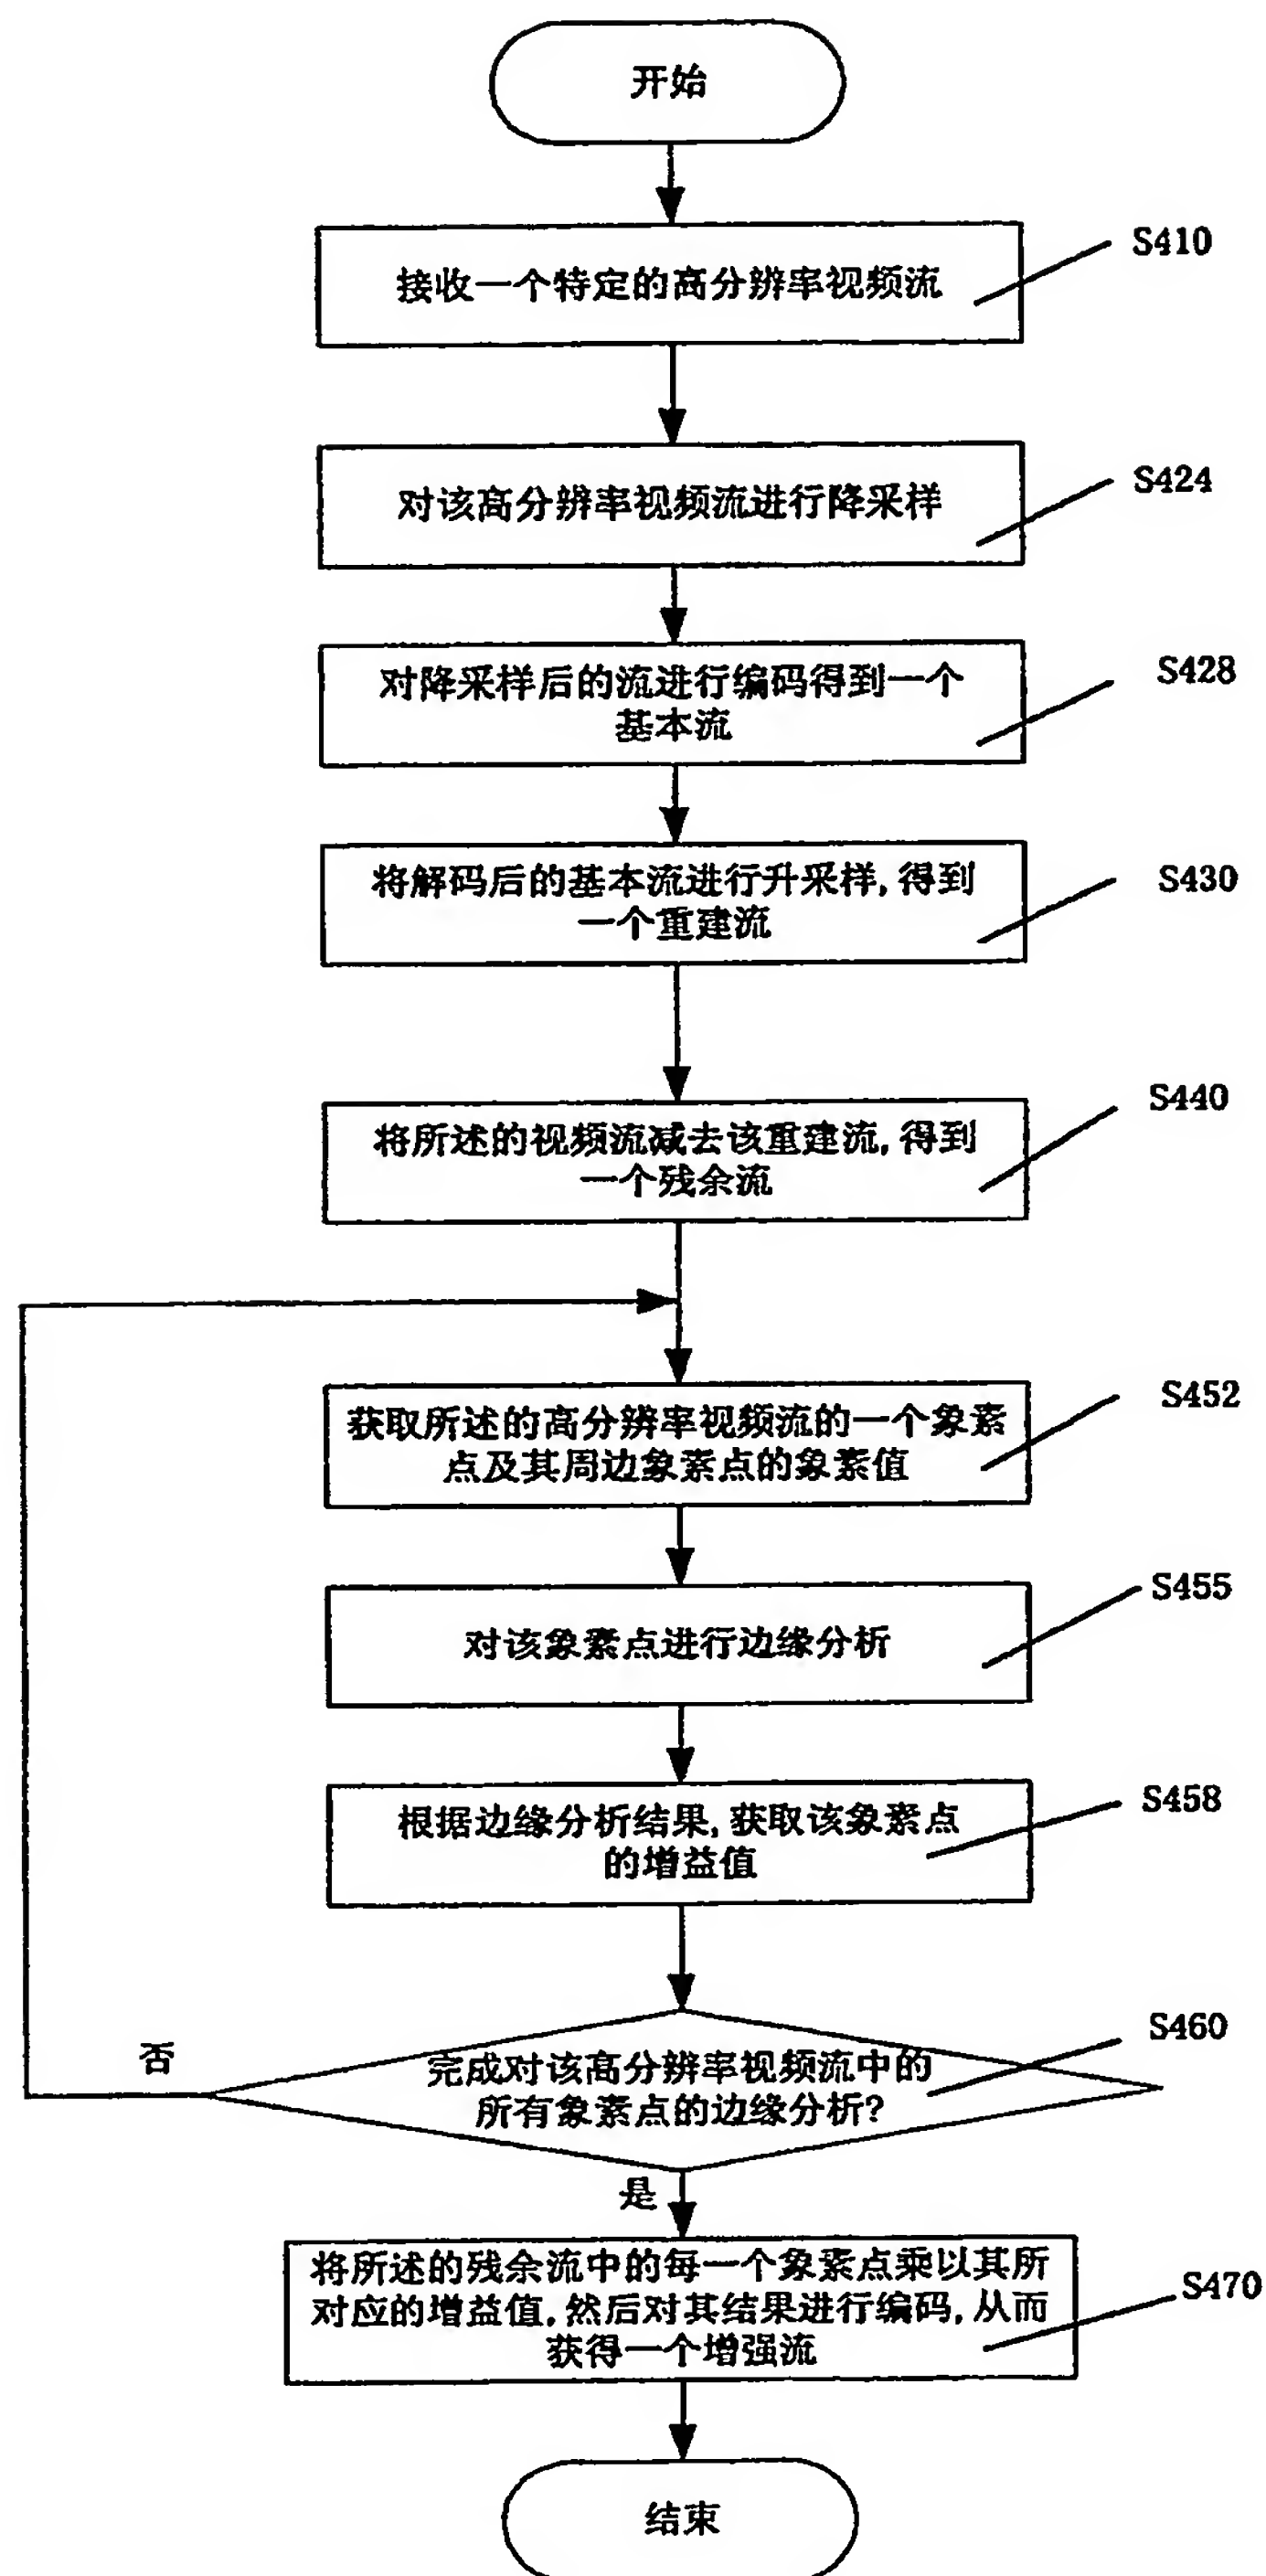 开始
接收一个特定的高分辨率视频流
S410
对该高分辨率视频流进行降采样
S424
对降采样后的流进行编码得到一个
基本流
S428
将解码后的基本流进行升采样,得到
一个重建流
S430
将所述的视频流减去该重建流,得到
一个残余流
S440
获取所述的高分辨率视频流的一个象素
点及其周边象素点的象素值
S452
对该象素点进行边缘分析
S455
根据边缘分析结果,获取该象素点
的增益值
S458
完成对该高分辨率视频流中的
所有象素点的边缘分析?
S460
否
是
将所述的残余流中的每一个象素点乘以其所
对应的增益值,然后对其结果进行编码,从而
获得一个增强流
S470
结束